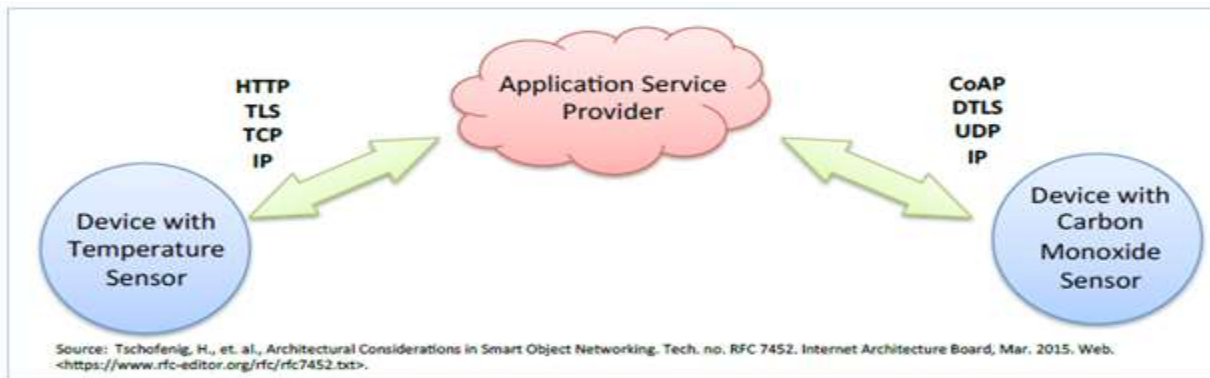 HTTP
TLS
TCP
IP
Application Service
Provider
CoAP
DTLS
UDP
IP
Device with
Temperature
Sensor
Device with
Carbon
Monoxide
Sensor
Source: Tschofenig, H., et. al., Architectural Considerations in Smart Object Networking. Tech. no. RFC 7452. Internet Architecture Board, Mar. 2015. Web.
<https://www.rfc-editor.org/rfc/rfc7452.txt>.